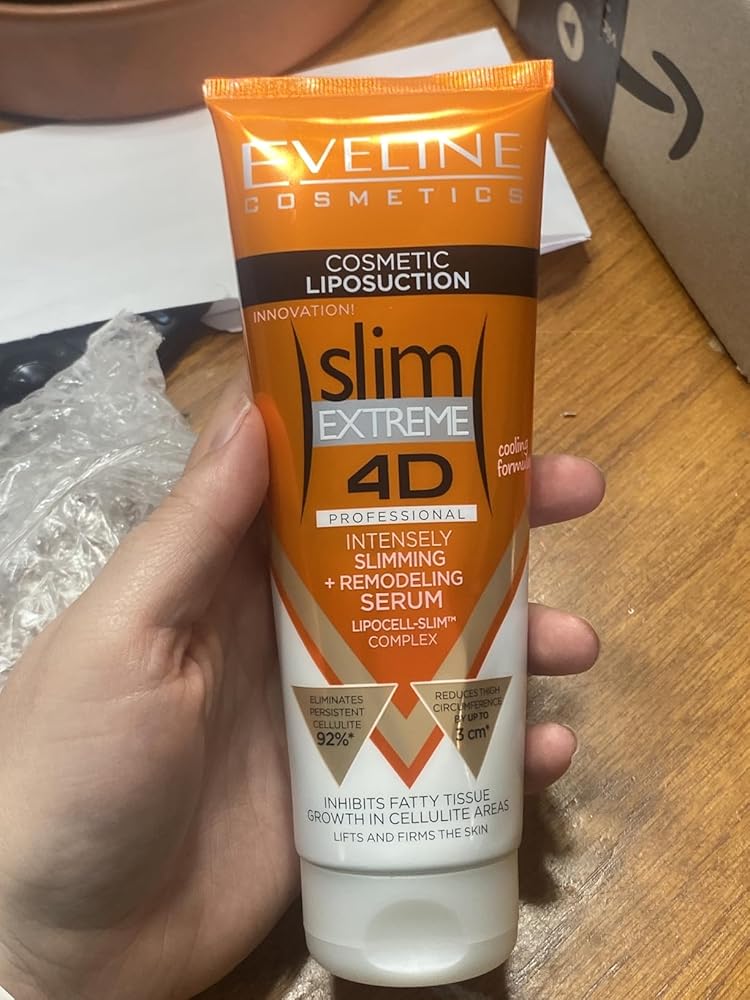 EVELINE
COSMETICS
COSMETIC
LIPOSUCTION
INNOVATION!
slim
EXTREME
4D
cooling
formula
PROFESSIONAL
INTENSELY
SLIMMING
+ REMODELING
SERUM
LIPOCELL-SLIM™
COMPLEX
ELIMINATES
PERSISTENT
CELLULITE
92%*
REDUCES THIGH
CIRCUMFERENCE
BY UP TO
3 cm*
INHIBITS FATTY TISSUE
GROWTH IN CELLULITE AREAS
LIFTS AND FIRMS THE SKIN